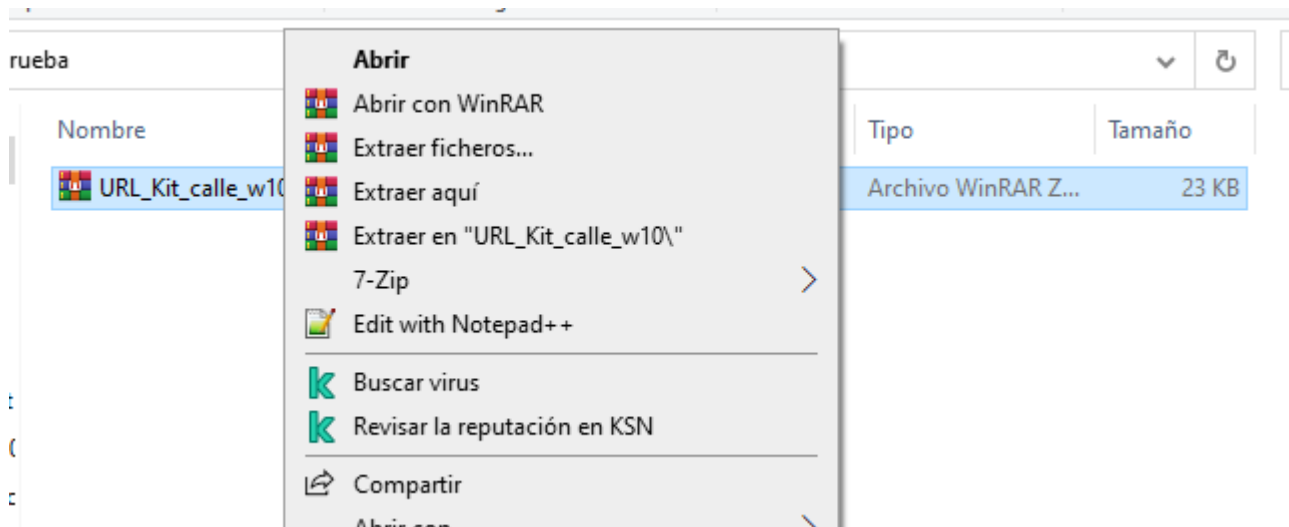 rueba
Abrir
Abrir con WinRAR
Nombre
Tipo
Tamaño
Extraer ficheros...
URL_Kit_calle_w10
Extraer aquí
Archivo WinRAR Z...
23 KB
Extraer en "URL_Kit_calle_w10\"
7-Zip
Edit with Notepad++
Buscar virus
Revisar la reputación en KSN
Compartir
Abrir con